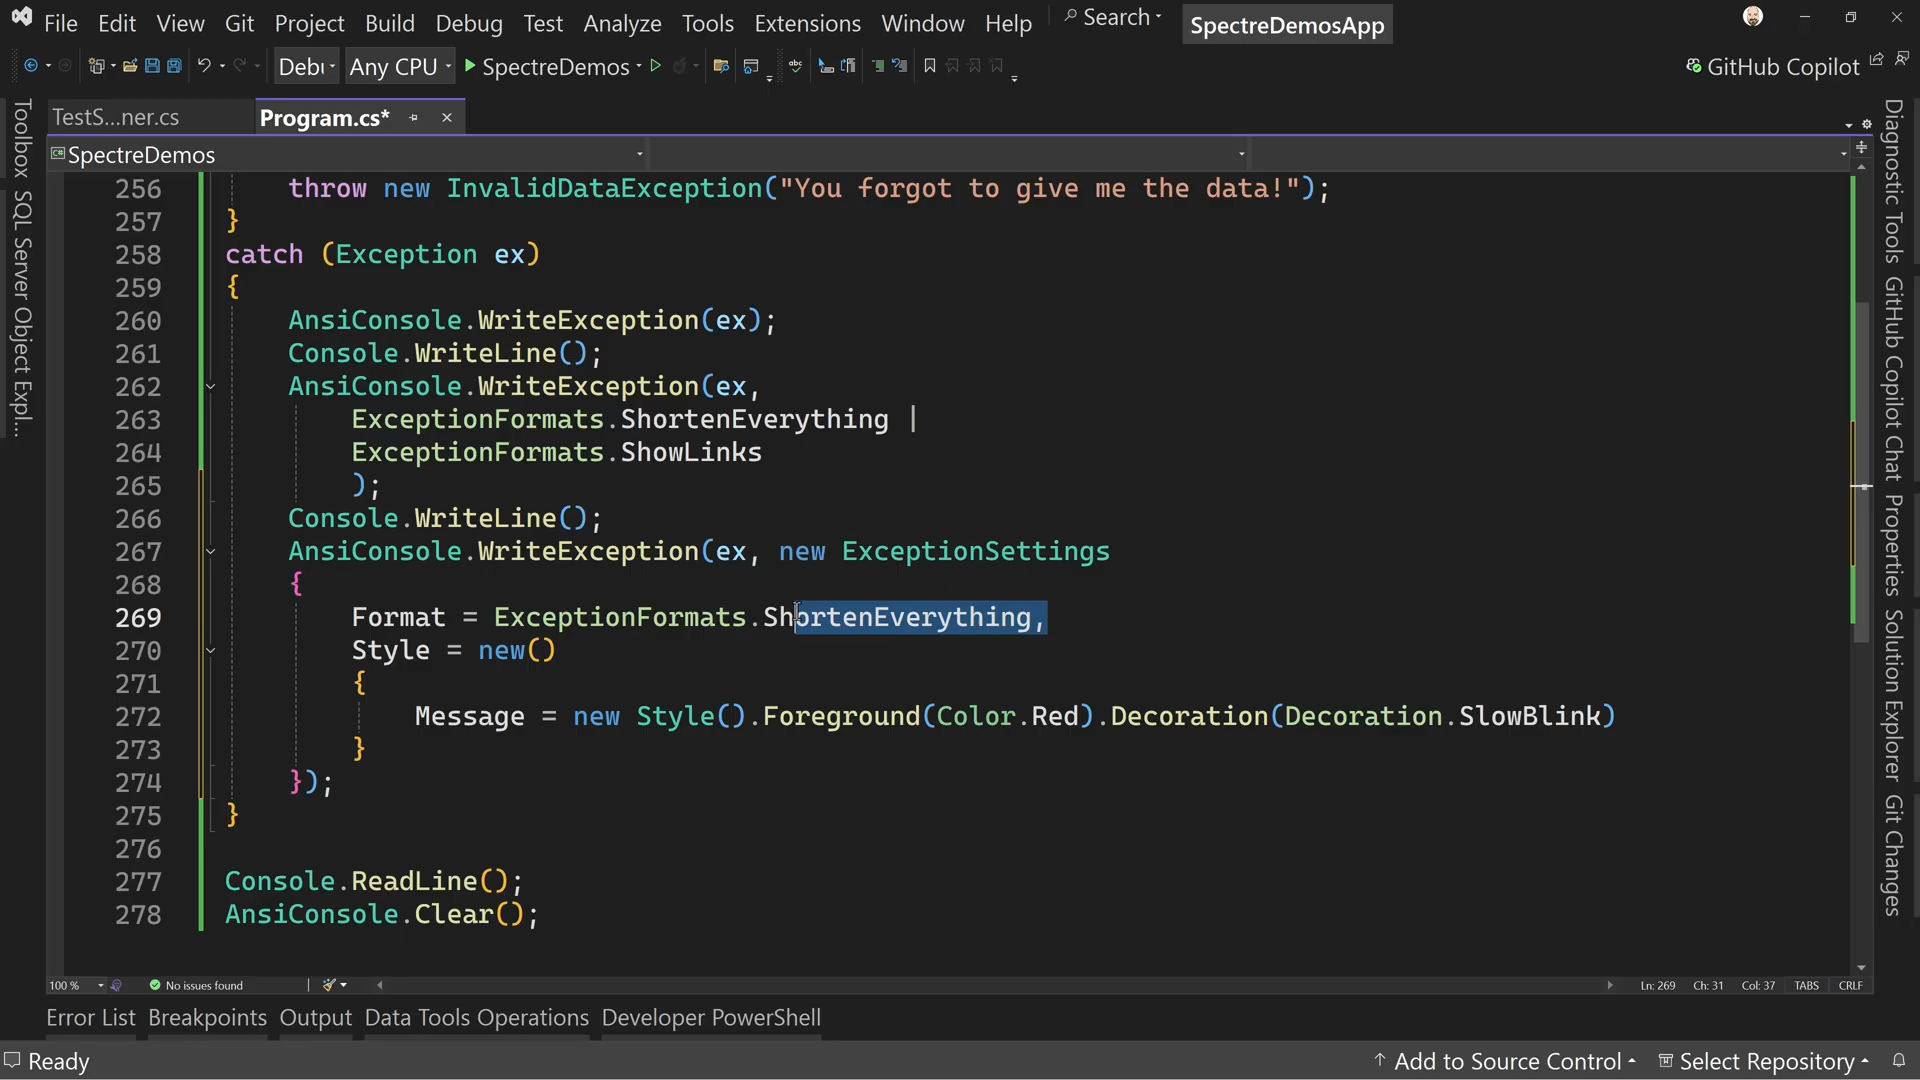 File Edit View Git Project Build Debug Test Analyze Tools Extensions Window Help Search SpectreDemosApp
Debu Any CPU SpectreDemos GitHub Copilot
TestS...ner.cs Program.cs*
SpectreDemos
256 throw new InvalidDataException("You forgot to give me the data!");
257 }
258 catch (Exception ex)
259 {
260 AnsiConsole.WriteException(ex);
261 Console.WriteLine();
262 AnsiConsole.WriteException(ex,
263 ExceptionFormats.ShortenEverything |
264 ExceptionFormats.ShowLinks
265 );
266 Console.WriteLine();
267 AnsiConsole.WriteException(ex, new ExceptionSettings
268 {
269 Format = ExceptionFormats.ShortenEverything,
270 Style = new()
271 {
272 Message = new Style().Foreground(Color.Red).Decoration(Decoration.SlowBlink)
273 }
274 });
275 }
276
277 Console.ReadLine();
278 AnsiConsole.Clear();
100 % No issues found Ln: 269 Ch: 31 Col: 37 TABS CRLF
Error List Breakpoints Output Data Tools Operations Developer PowerShell
Ready Add to Source Control Select Repository
Toolbox
SQL Server Object Expl...
Diagnostic Tools
GitHub Copilot Chat
Properties
Solution Explorer
Git Changes